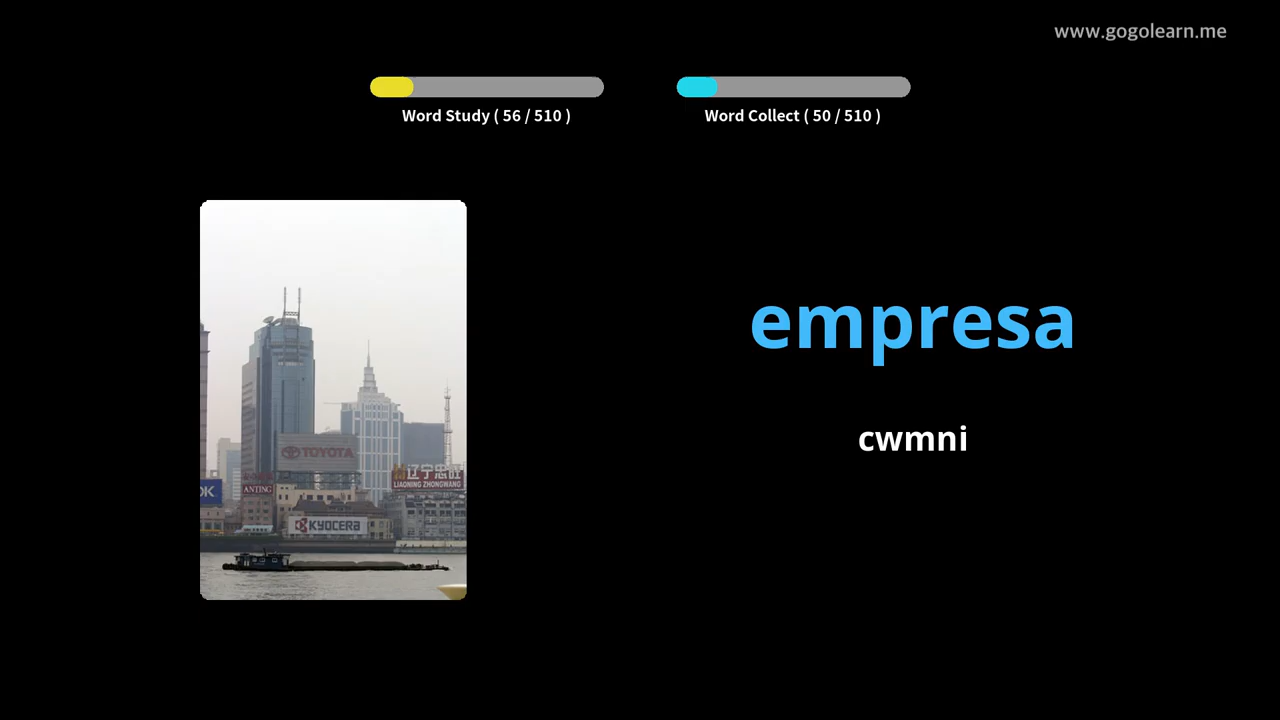 www.gogolearn.me
Word Study ( 56 / 510 )
Word Collect ( 50 / 510 )
empresa
cwmni
TOYOTA
辽宁忠旺
LIAONING ZHONGWANG
OK
ANTING
KYOCERA